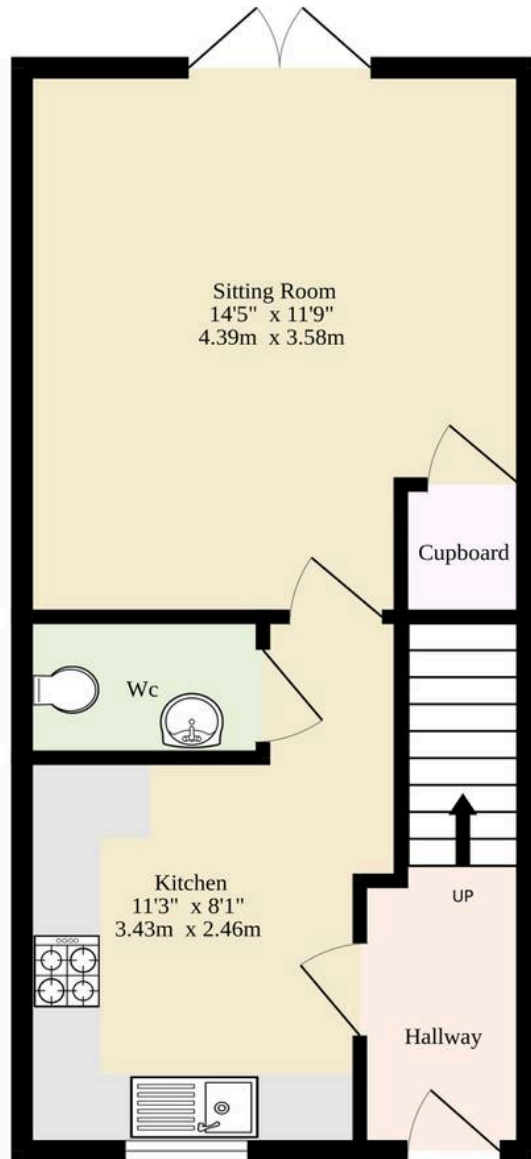 Sitting Room
14'5" x 11'9"
4.39m x 3.58m
Cupboard
Wc
Kitchen
11'3" x 8'1"
3.43m x 2.46m
UP
Hallway